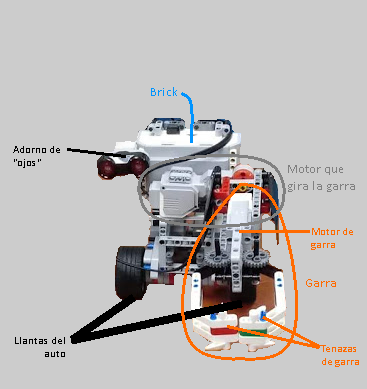 Brick
Adorno de
"ojos"
Motor que
gira la garra
Motor de
garra
Garra
Llantas del
auto
Tenazas
de garra